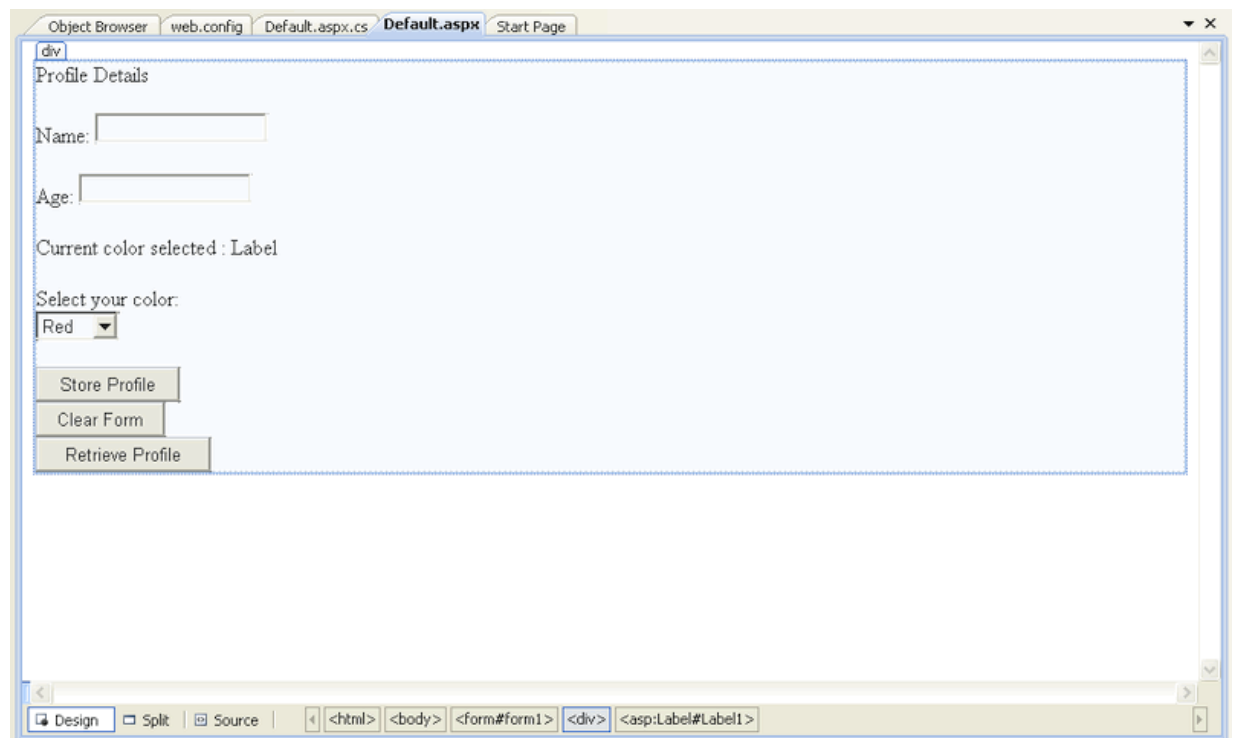 Object Browser web.config Default.aspx.cs Default.aspx Start Page
div
Profile Details
Name:
Age:
Current color selected : Label
Select your color:
Red
Store Profile
Clear Form
Retrieve Profile
Design Split Source <html> <body> <form#form1> <div> <asp:Label#Label1>